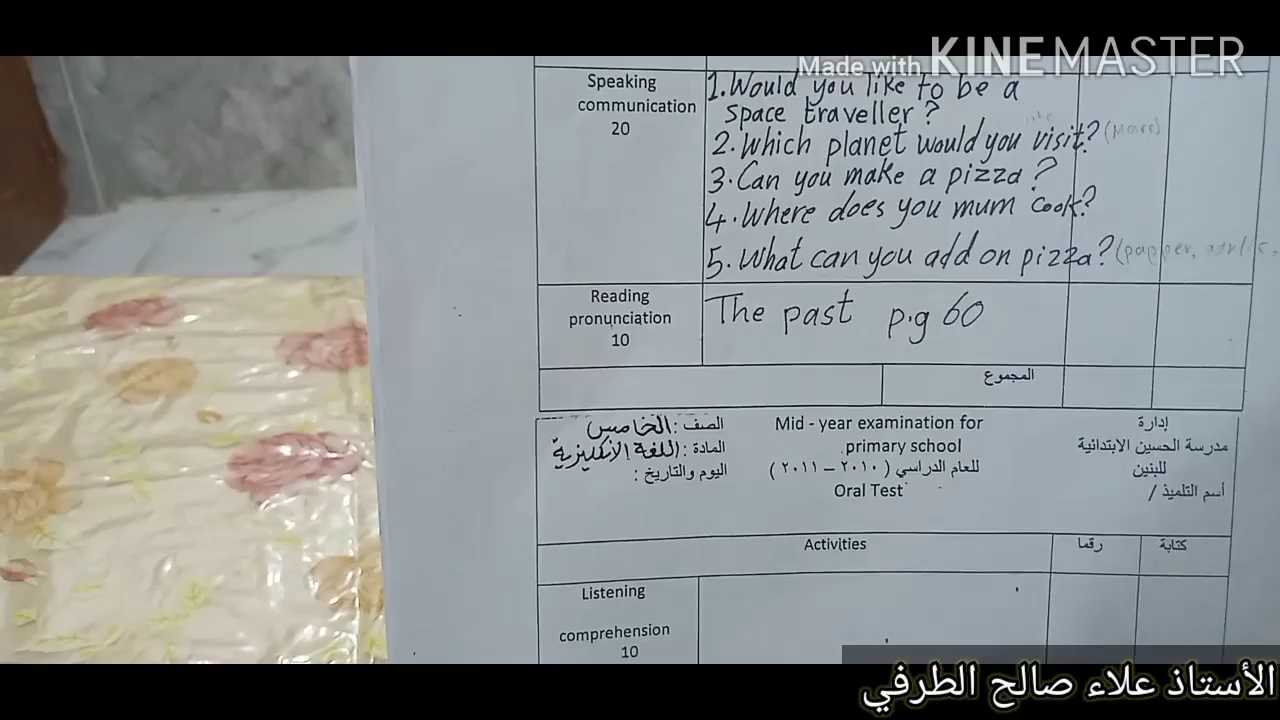 Made with KINEMASTER
Speaking
communication
20
1. Would you like to be a
space traveller?
2. Which planet would you visit? (Mars)
3. Can you make a pizza?
4. Where does you mum cook?
5. What can you add on pizza?
Reading
pronunciation
10
The past p.g 60
المجموع
إدارة
مدرسة الحسين الابتدائية
للبنين
أسم التلميذ /
Mid - year examination for
primary school
للعام الدراسي ( ٢٠١٠ – ٢٠١١ )
Oral Test
الصف : الخامس
المادة : اللغة الانكليزية
اليوم والتاريخ :
Activities
رقما
كتابة
Listening
comprehension
10
الأستاذ علاء صالح الطرفي